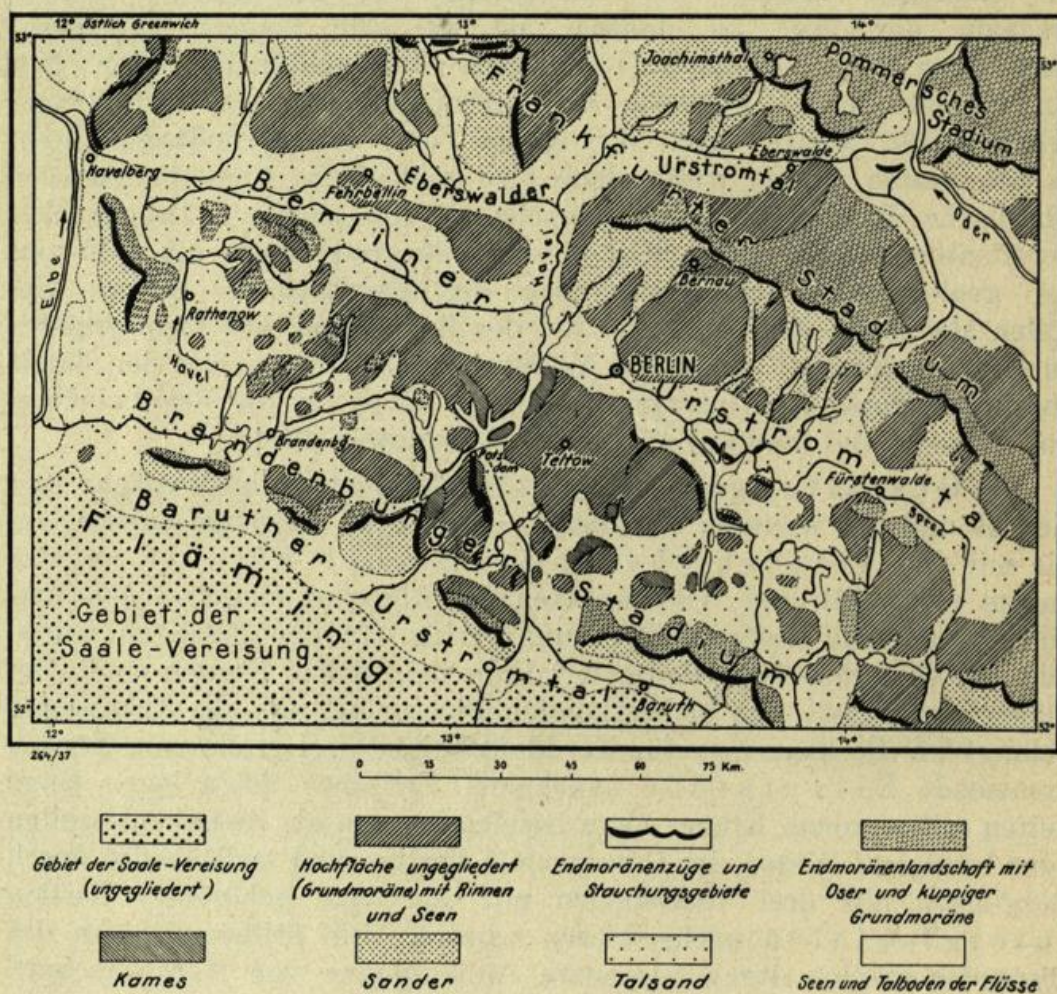 12° östlich Greenwich
13°
14°
53°
53°
Joachimsthal
Pommersches
Stadium
Frankfurter Stadium
Havelberg
Fehrbellin
Eberswalder
Urstromtal
Eberswalde.
Oder
Berliner Urstromtal
Havel
Bernau
Elbe
Rathenow
Havel
BERLIN
Brandenburger Stadium
Brandenbg.
Pots-
dam
Teltow
Fürstenwalde.
Spree
Baruther Urstromtal
Fläming
Gebiet der
Saale-Vereisung
Baruth
52°
52°
12°
13°
14°
264/37
0 15 30 45 60 75 Km.
Gebiet der Saale-Vereisung
(ungegliedert)
Hochfläche ungegliedert
(Grundmoräne) mit Rinnen
und Seen
Endmoränenzüge und
Stauchungsgebiete
Endmoränenlandschaft mit
Oser und kuppiger
Grundmoräne
Kames
Sander
Talsand
Seen und Talboden der Flüsse